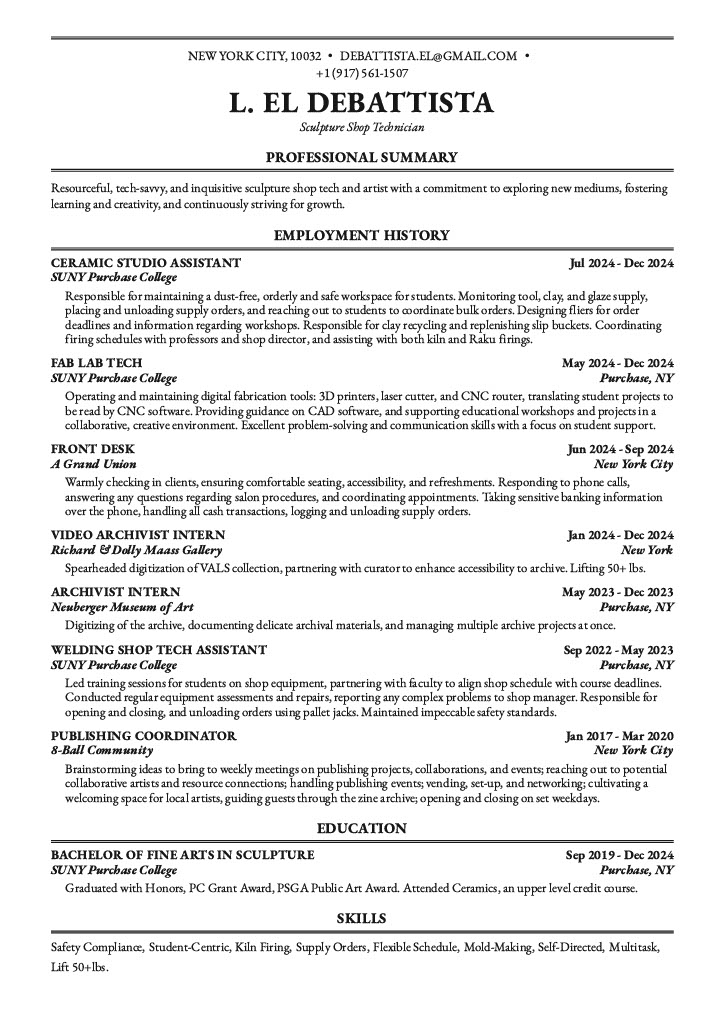 NEW YORK CITY, 10032 • DEBATTISTA.EL@GMAIL.COM •
+1 (917) 561-1507
L. EL DEBATTISTA
Sculpture Shop Technician
PROFESSIONAL SUMMARY
Resourceful, tech-savvy, and inquisitive sculpture shop tech and artist with a commitment to exploring new mediums, fostering
learning and creativity, and continuously striving for growth.
EMPLOYMENT HISTORY
CERAMIC STUDIO ASSISTANT Jul 2024 - Dec 2024
SUNY Purchase College
Responsible for maintaining a dust-free, orderly and safe workspace for students. Monitoring tool, clay, and glaze supply,
placing and unloading supply orders, and reaching out to students to coordinate bulk orders. Designing fliers for order
deadlines and information regarding workshops. Responsible for clay recycling and replenishing slip buckets. Coordinating
firing schedules with professors and shop director, and assisting with both kiln and Raku firings.
FAB LAB TECH May 2024 - Dec 2024
SUNY Purchase College Purchase, NY
Operating and maintaining digital fabrication tools: 3D printers, laser cutter, and CNC router, translating student projects to
be read by CNC software. Providing guidance on CAD software, and supporting educational workshops and projects in a
collaborative, creative environment. Excellent problem-solving and communication skills with a focus on student support.
FRONT DESK Jun 2024 - Sep 2024
A Grand Union New York City
Warmly checking in clients, ensuring comfortable seating, accessibility, and refreshments. Responding to phone calls,
answering any questions regarding salon procedures, and coordinating appointments. Taking sensitive banking information
over the phone, handling all cash transactions, logging and unloading supply orders.
VIDEO ARCHIVIST INTERN Jan 2024 - Dec 2024
Richard & Dolly Maass Gallery New York
Spearheaded digitization of VALS collection, partnering with curator to enhance accessibility to archive. Lifting 50+ lbs.
ARCHIVIST INTERN May 2023 - Dec 2023
Neuberger Museum of Art Purchase, NY
Digitizing of the archive, documenting delicate archival materials, and managing multiple archive projects at once.
WELDING SHOP TECH ASSISTANT Sep 2022 - May 2023
SUNY Purchase College Purchase, NY
Led training sessions for students on shop equipment, partnering with faculty to align shop schedule with course deadlines.
Conducted regular equipment assessments and repairs, reporting any complex problems to shop manager. Responsible for
opening and closing, and unloading orders using pallet jacks. Maintained impeccable safety standards.
PUBLISHING COORDINATOR Jan 2017 - Mar 2020
8-Ball Community New York City
Brainstorming ideas to bring to weekly meetings on publishing projects, collaborations, and events; reaching out to potential
collaborative artists and resource connections; handling publishing events; vending, set-up, and networking; cultivating a
welcoming space for local artists, guiding guests through the zine archive; opening and closing on set weekdays.
EDUCATION
BACHELOR OF FINE ARTS IN SCULPTURE Sep 2019 - Dec 2024
SUNY Purchase College Purchase, NY
Graduated with Honors, PC Grant Award, PSGA Public Art Award. Attended Ceramics, an upper level credit course.
SKILLS
Safety Compliance, Student-Centric, Kiln Firing, Supply Orders, Flexible Schedule, Mold-Making, Self-Directed, Multitask,
Lift 50+lbs.